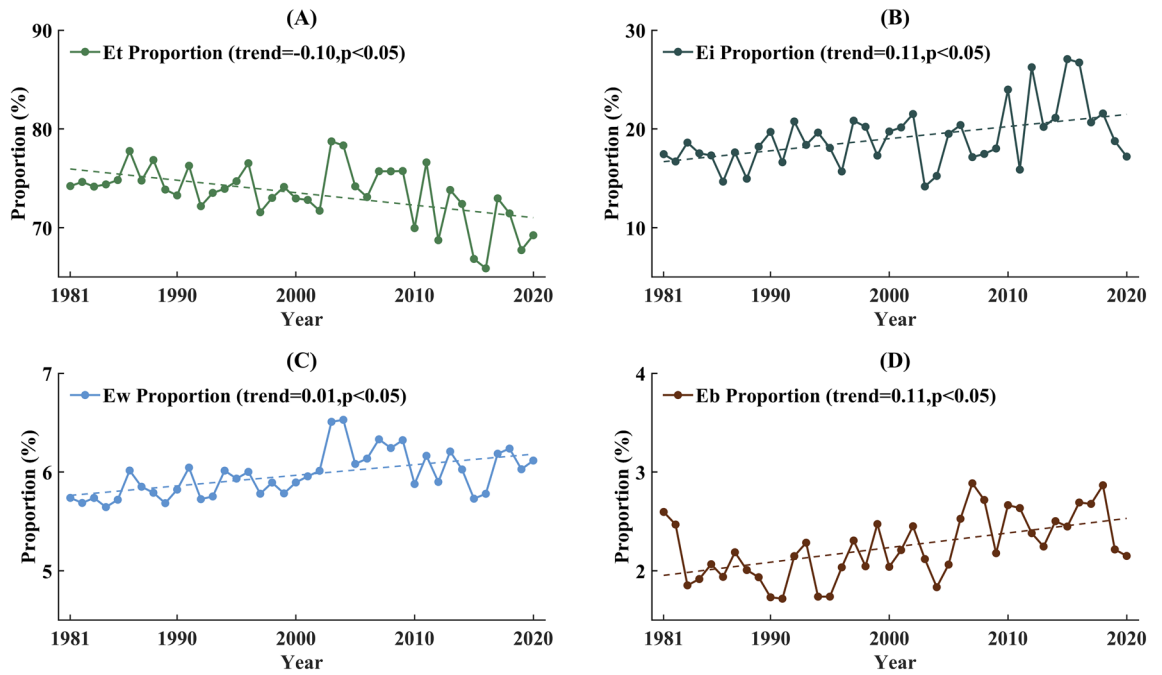 (A)
90
80
70
Proportion (%)
Et Proportion (trend=-0.10,p<0.05)
1981 1990 2000 2010 2020
Year
(B)
30
20
10
Proportion (%)
Ei Proportion (trend=0.11,p<0.05)
1981 1990 2000 2010 2020
Year
(C)
7
6
5
Proportion (%)
Ew Proportion (trend=0.01,p<0.05)
1981 1990 2000 2010 2020
Year
(D)
4
3
2
Proportion (%)
Eb Proportion (trend=0.11,p<0.05)
1981 1990 2000 2010 2020
Year